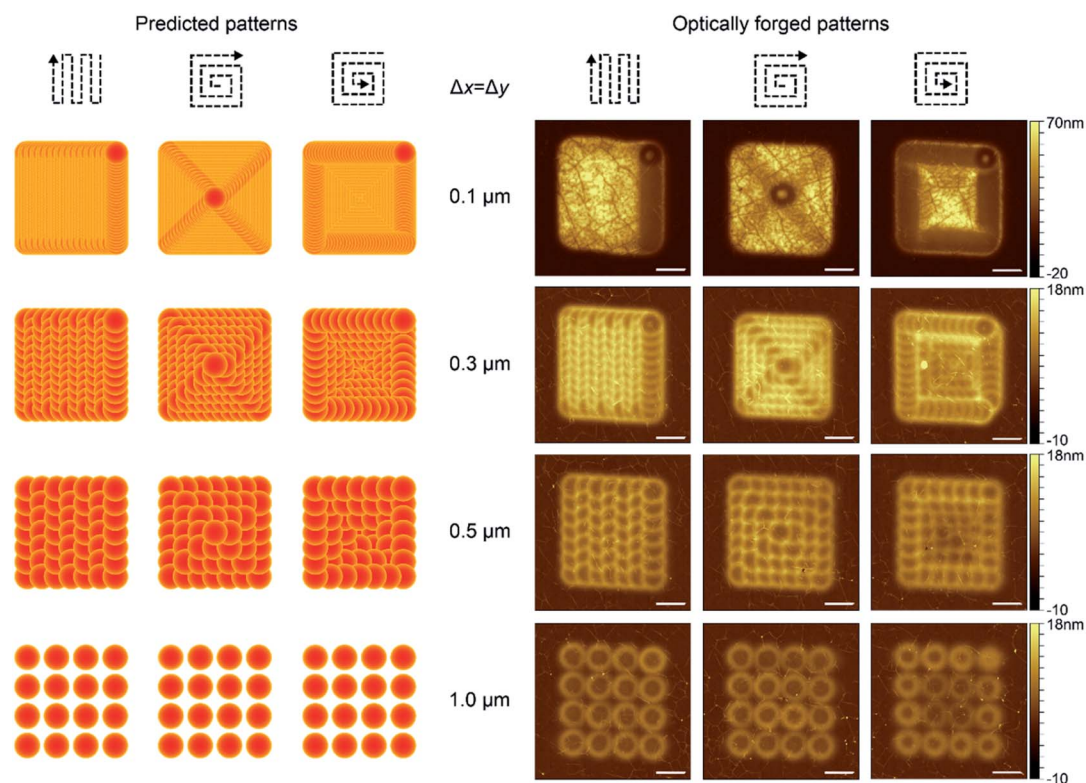 Predicted patterns
Optically forged patterns
Δx=Δy
70nm
0.1 µm
-20
18nm
0.3 µm
-10
18nm
0.5 µm
-10
18nm
1.0 µm
-10